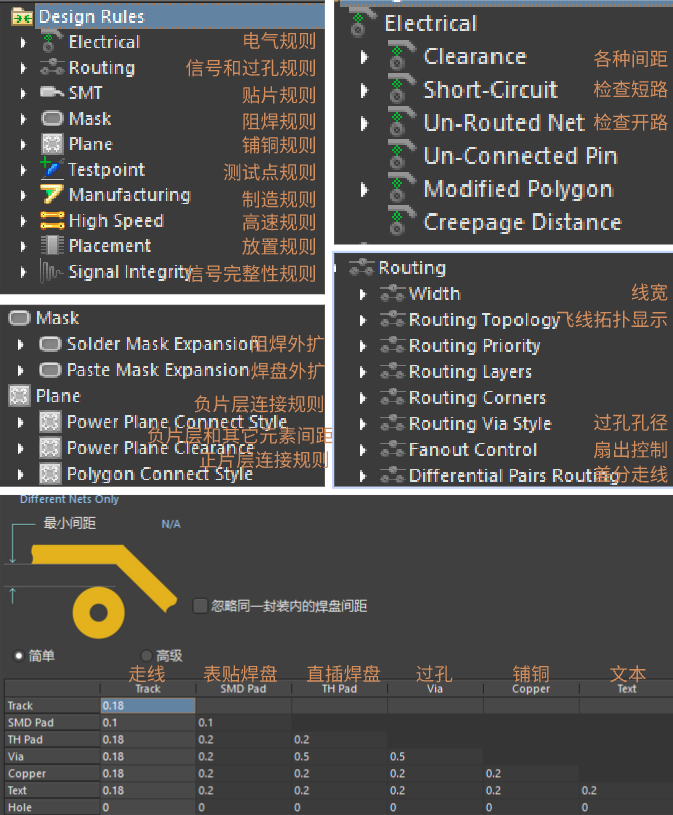 Design Rules
Electrical 电气规则
Routing 信号和过孔规则
SMT 贴片规则
Mask 阻焊规则
Plane 铺铜规则
Testpoint 测试点规则
Manufacturing 制造规则
High Speed 高速规则
Placement 放置规则
Signal Integrity 信号完整性规则
Electrical
Clearance 各种间距
Short-Circuit 检查短路
Un-Routed Net 检查开路
Un-Connected Pin
Modified Polygon
Creepage Distance
Mask
Solder Mask Expansion 阻焊外扩
Paste Mask Expansion 焊盘外扩
Plane
负片层连接规则
Power Plane Connect Style
负片层和其它元素间距
Power Plane Clearance
正片层连接规则
Polygon Connect Style
Routing
Width 线宽
Routing Topology 飞线拓扑显示
Routing Priority
Routing Layers
Routing Corners
Routing Via Style 过孔孔径
Fanout Control 扇出控制
Differential Pairs Routing 差分走线
Different Nets Only
最小间距 N/A
忽略同一封装内的焊盘间距
简单 高级
走线 表贴焊盘 直插焊盘 过孔 铺铜 文本
Track SMD Pad TH Pad Via Copper Text
Track 0.18
SMD Pad 0.1 0.1
TH Pad 0.18 0.2 0.2
Via 0.18 0.2 0.5 0.5
Copper 0.18 0.2 0.2 0.2 0.2
Text 0.18 0.2 0.2 0.2 0.2 0.2
Hole 0 0 0 0 0 0